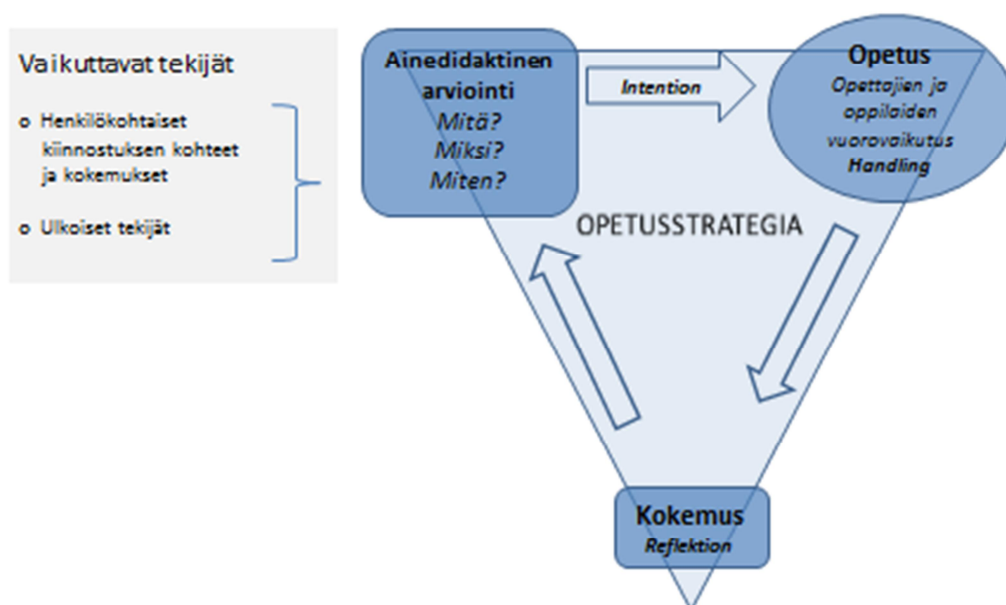 Vaikuttavat tekijät
o Henkilökohtaiset
kiinnostuksen kohteet
ja kokemukset
o Ulkoiset tekijät
Ainedidaktinen
arviointi
Mitä?
Miksi?
Miten?
Intention
Opetus
Opettajien ja
oppilaiden
vuorovaikutus
Handling
OPETUSSTRATEGIA
Kokemus
Reflektion